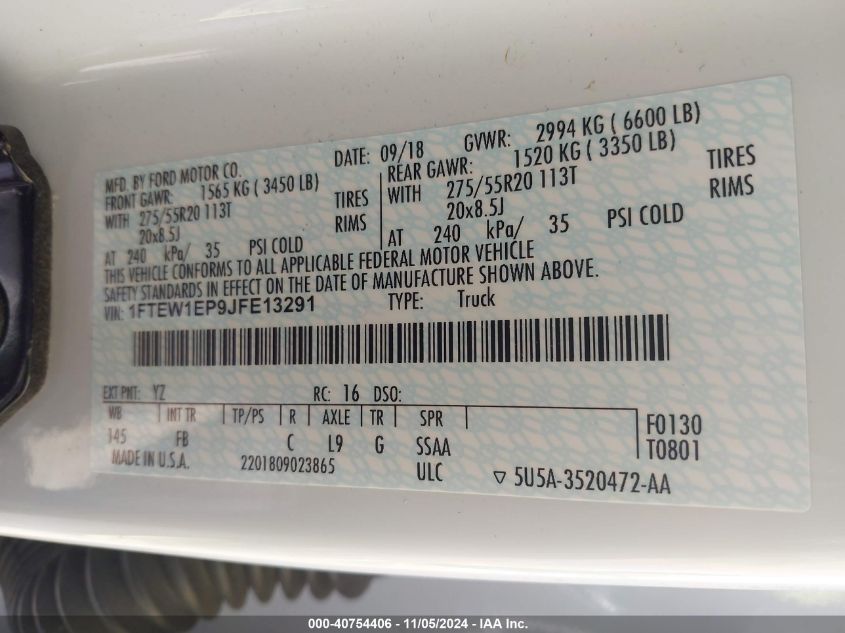 MFD. BY FORD MOTOR CO.
DATE: 09/18 GVWR: 2994 KG ( 6600 LB)
FRONT GAWR: 1565 KG ( 3450 LB)
WITH 275/55R20 113T TIRES
20x8.5J RIMS
AT 240 kPa/ 35 PSI COLD
REAR GAWR: 1520 KG ( 3350 LB)
WITH 275/55R20 113T TIRES
20x8.5J RIMS
AT 240 kPa/ 35 PSI COLD
THIS VEHICLE CONFORMS TO ALL APPLICABLE FEDERAL MOTOR VEHICLE
SAFETY STANDARDS IN EFFECT ON THE DATE OF MANUFACTURE SHOWN ABOVE.
VIN: 1FTEW1EP9JFE13291 TYPE: Truck
EXT PNT: YZ RC: 16 DSO:
WB INT TR TP/PS R AXLE TR SPR
145 FB C L9 G SSAA
F0130
T0801
MADE IN U.S.A. 2201809023865 ULC
5U5A-3520472-AA
000-40754406 - 11/05/2024 - IAA Inc.